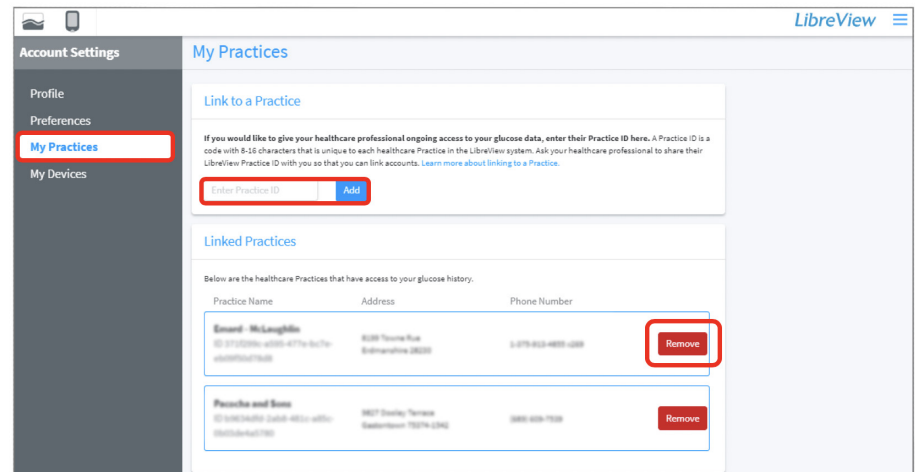 LibreView
Account Settings
My Practices
Profile
Preferences
My Practices
My Devices
Link to a Practice
If you would like to give your healthcare professional ongoing access to your glucose data, enter their Practice ID here. A Practice ID is a
code with 8-16 characters that is unique to each healthcare Practice in the LibreView system. Ask your healthcare professional to share their
LibreView Practice ID with you so that you can link accounts. Learn more about linking to a Practice.
Enter Practice ID Add
Linked Practices
Below are the healthcare Practices that have access to your glucose history.
Practice Name Address Phone Number
Remove
Remove